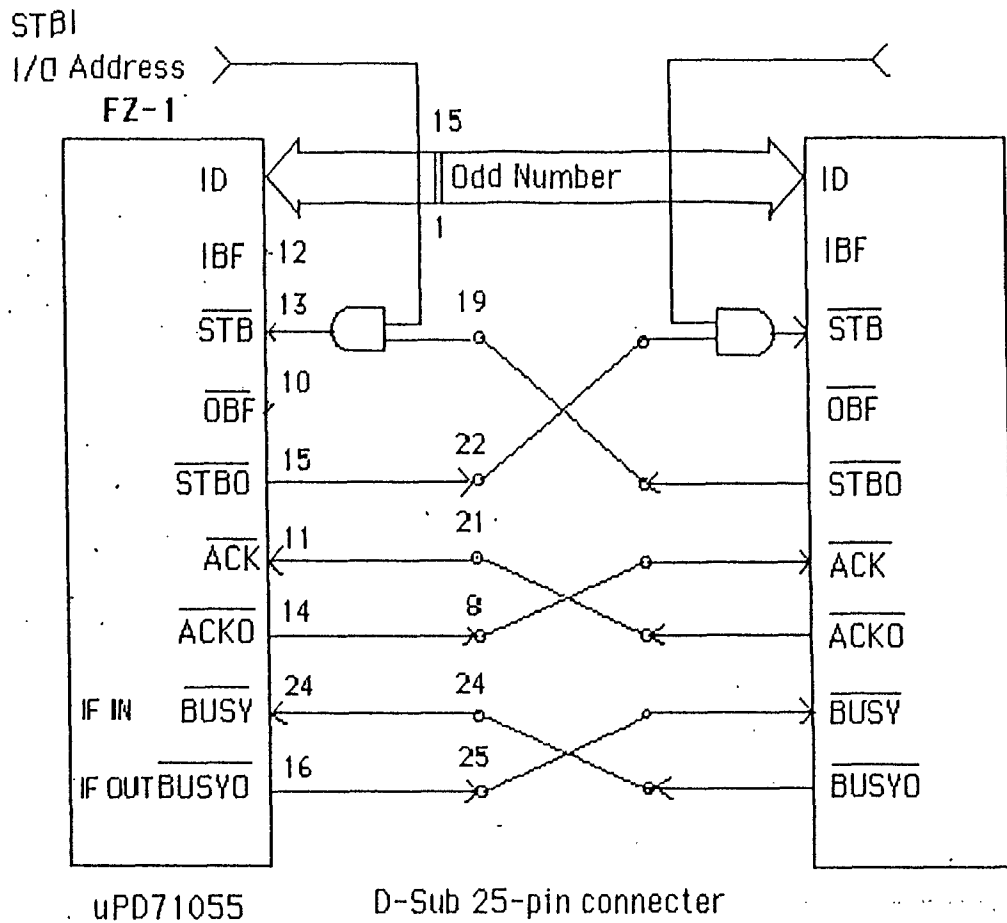 STBI
I/O Address
FZ-1
15
ID
Odd Number
ID
1
IBF
12
IBF
13
19
STB
STB
10
OBF
OBF
15
22
STBO
STBO
21
11
ACK
ACK
14
8
ACKO
ACKO
24
24
IF IN
BUSY
BUSY
16
25
IF OUT BUSYO
BUSYO
uPD71055
D-Sub 25-pin connecter